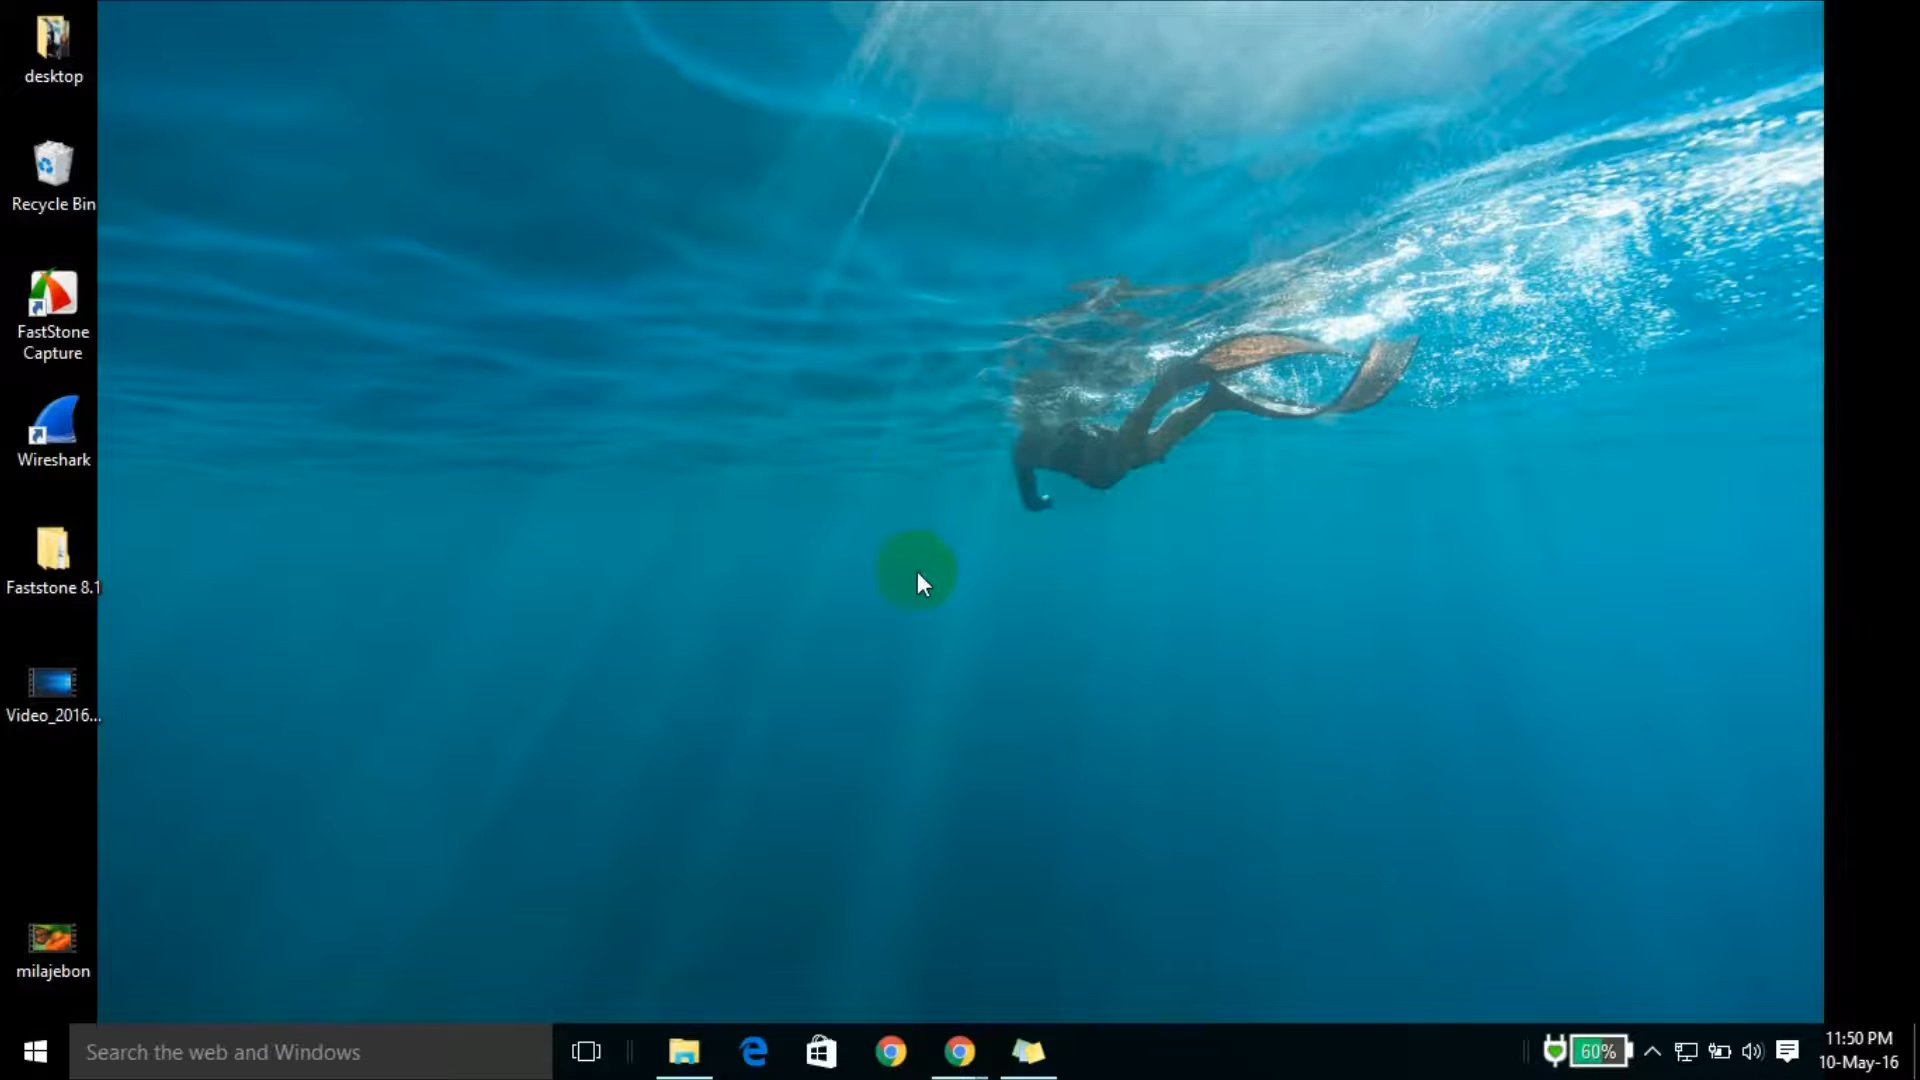 desktop
Recycle Bin
FastStone
Capture
Wireshark
Faststone 8.1
Video_2016...
milajebon
Search the web and Windows
60%
11:50 PM
10-May-16